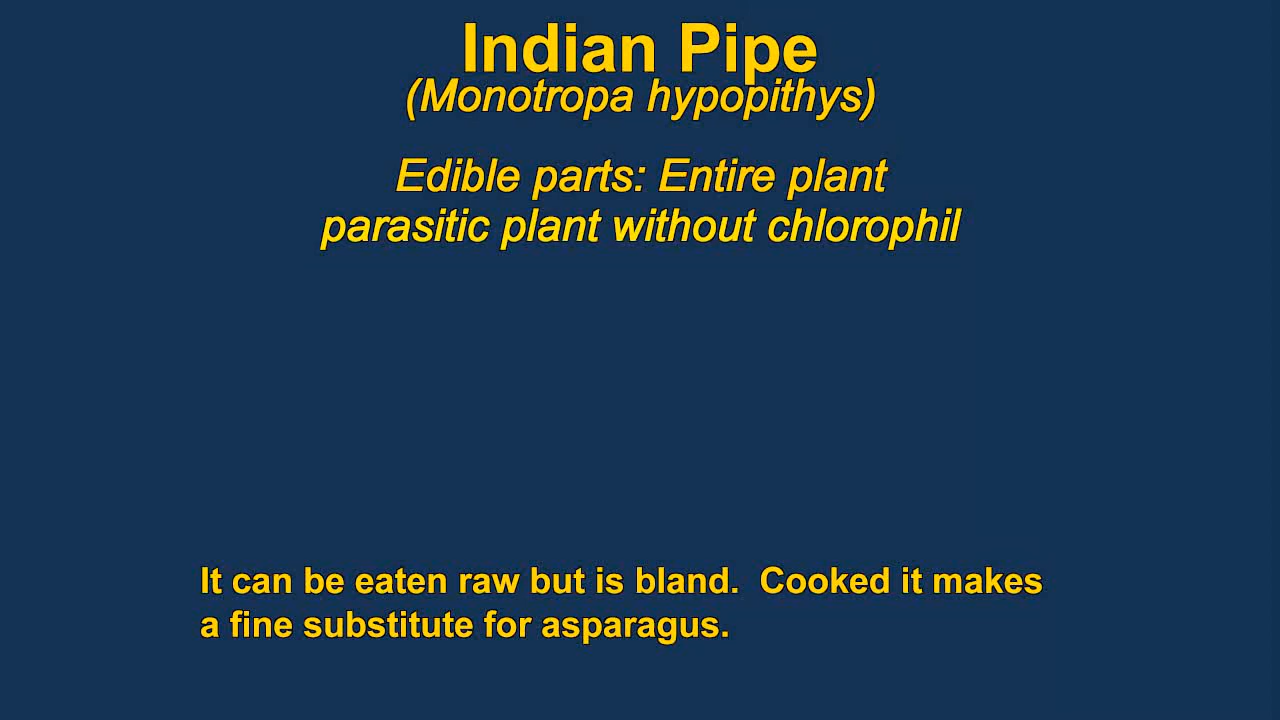 Indian Pipe
(Monotropa hypopithys)
Edible parts: Entire plant
parasitic plant without chlorophil
It can be eaten raw but is bland.  Cooked it makes
a fine substitute for asparagus.